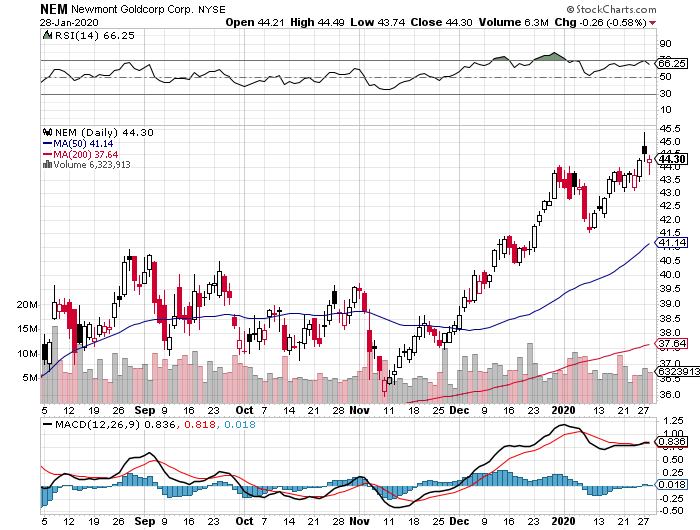 NEM Newmont Goldcorp Corp. NYSE © StockCharts.com
28-Jan-2020 Open 44.21 High 44.49 Low 43.74 Close 44.30 Volume 6.3M Chg -0.26 (-0.58%)
RSI(14) 66.25
90
70
66.25
50
30
10
NEM (Daily) 44.30
MA(50) 41.14
MA(200) 37.64
Volume 6,323,913
45.5
44.5
44.30
43.5
43.0
42.5
42.0
41.5
41.14
40.5
40.0
39.5
39.0
38.5
38.0
37.64
37.0
36.5
6323913
36.0
20M
15M
10M
5M
5 12 19 26 Sep 9 16 23 Oct 7 14 21 28 Nov 11 18 25 Dec 9 16 23 2020 13 21 27
MACD(12,26,9) 0.836, 0.818, 0.018
1.25
1.00
0.836
0.50
0.25
0.018
-0.25
-0.50
5 12 19 26 Sep 9 16 23 Oct 7 14 21 28 Nov 11 18 25 Dec 9 16 23 2020 13 21 27